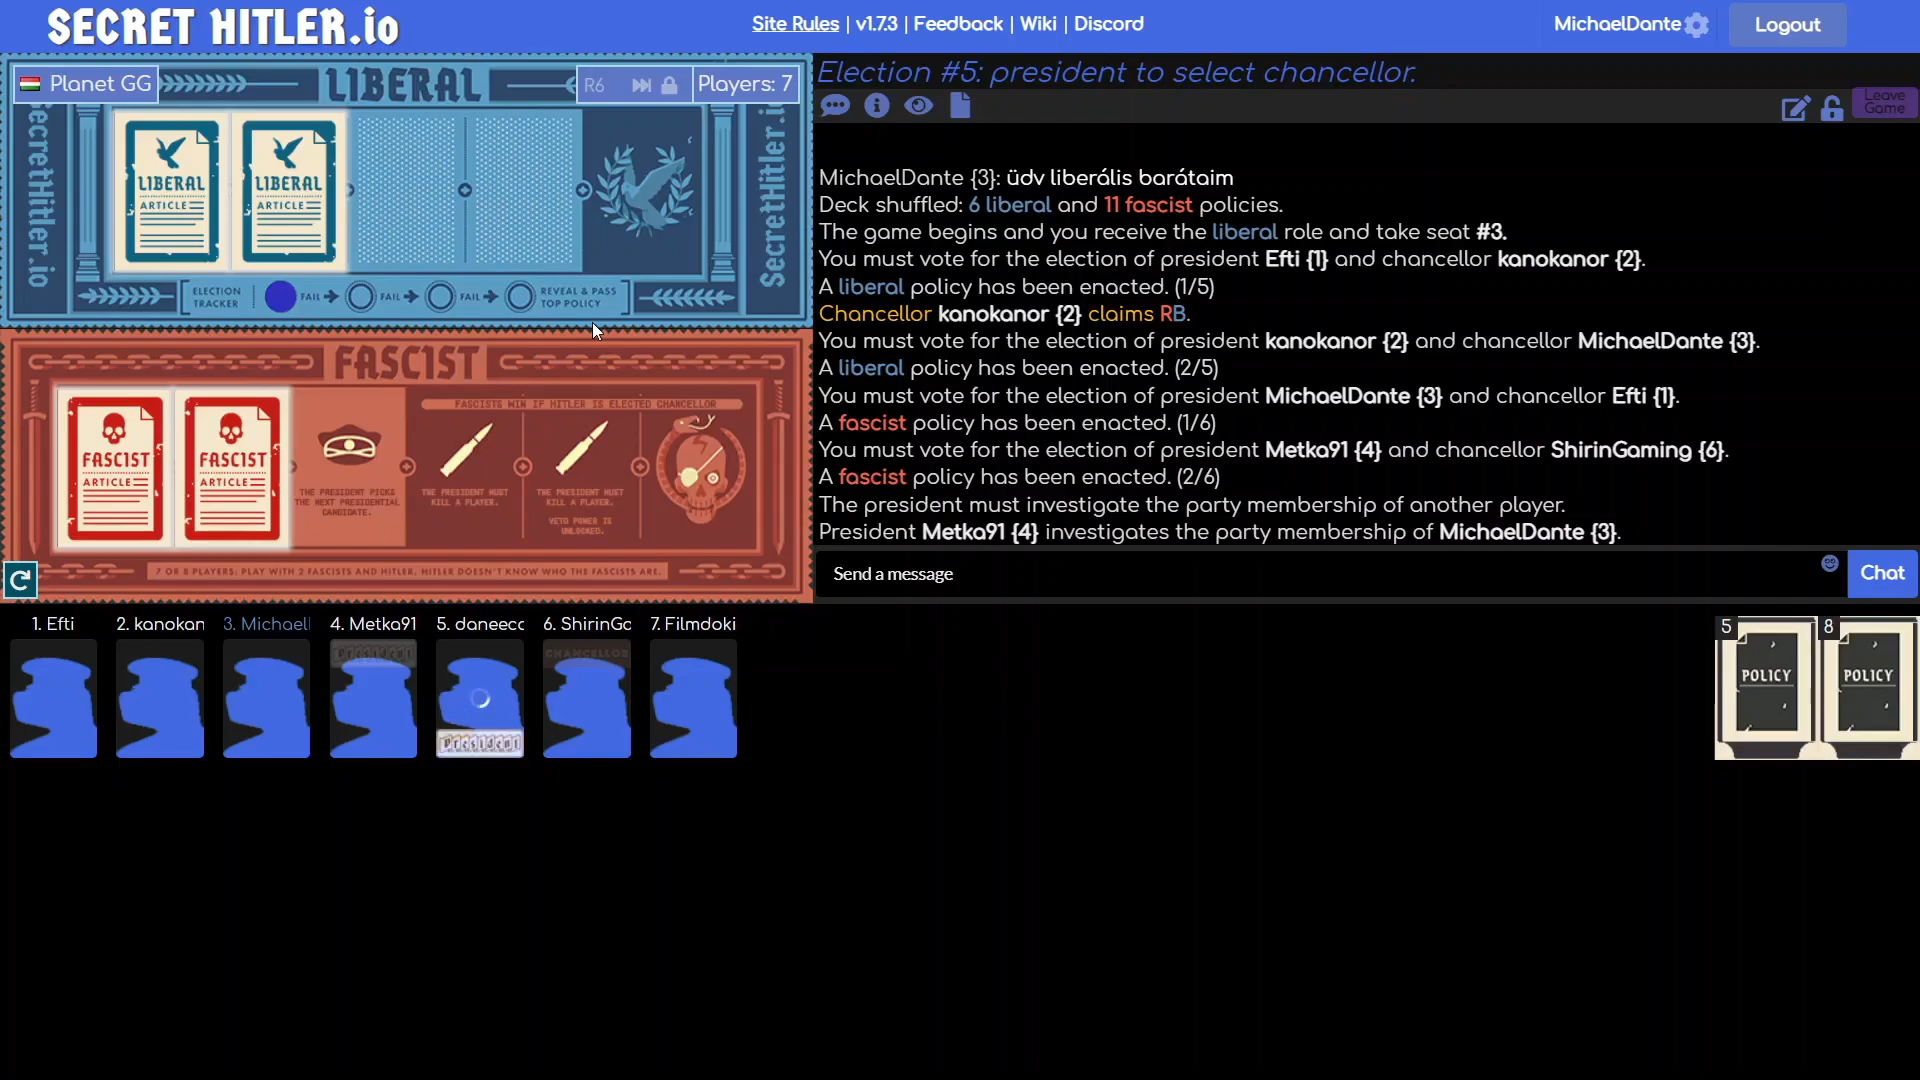 SECRET HITLER.io
Site Rules | v1.7.3 | Feedback | Wiki | Discord
MichaelDante
Logout
Planet GG
LIBERAL
R6
Players: 7
SecretHitler.io
SecretHitler.io
LIBERAL
ARTICLE
LIBERAL
ARTICLE
ELECTION
TRACKER
FAIL
FAIL
FAIL
REVEAL & PASS
TOP POLICY
FASCIST
FASCISTS WIN IF HITLER IS ELECTED CHANCELLOR
FASCIST
ARTICLE
FASCIST
ARTICLE
THE PRESIDENT PICKS
THE NEXT PRESIDENTIAL
CANDIDATE.
THE PRESIDENT MUST
KILL A PLAYER.
THE PRESIDENT MUST
KILL A PLAYER.
VETO POWER IS
UNLOCKED.
7 OR 8 PLAYERS: PLAY WITH 2 FASCISTS AND HITLER. HITLER DOESN'T KNOW WHO THE FASCISTS ARE.
Election #5: president to select chancellor.
Leave
Game
MichaelDante {3}: üdv liberális barátaim
Deck shuffled: 6 liberal and 11 fascist policies.
The game begins and you receive the liberal role and take seat #3.
You must vote for the election of president Efti {1} and chancellor kanokanor {2}.
A liberal policy has been enacted. (1/5)
Chancellor kanokanor {2} claims RB.
You must vote for the election of president kanokanor {2} and chancellor MichaelDante {3}.
A liberal policy has been enacted. (2/5)
You must vote for the election of president MichaelDante {3} and chancellor Efti {1}.
A fascist policy has been enacted. (1/6)
You must vote for the election of president Metka91 {4} and chancellor ShirinGaming {6}.
A fascist policy has been enacted. (2/6)
The president must investigate the party membership of another player.
President Metka91 {4} investigates the party membership of MichaelDante {3}.
Send a message
Chat
1. Efti
2. kanokan
3. Michael
4. Metka91
5. daneecc
6. ShirinGa
7. Filmdoki
President
CHANCELLOR
President
5
POLICY
8
POLICY